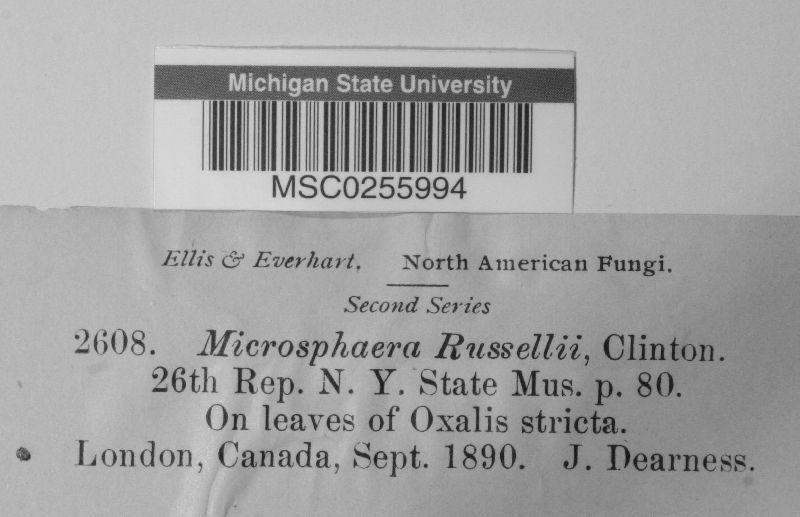 Michigan State University
MSC0255994
Ellis & Everhart. North American Fungi.
Second Series
2608. Microsphaera Russellii, Clinton.
26th Rep. N. Y. State Mus. p. 80.
On leaves of Oxalis stricta.
London, Canada, Sept. 1890. J. Dearness.